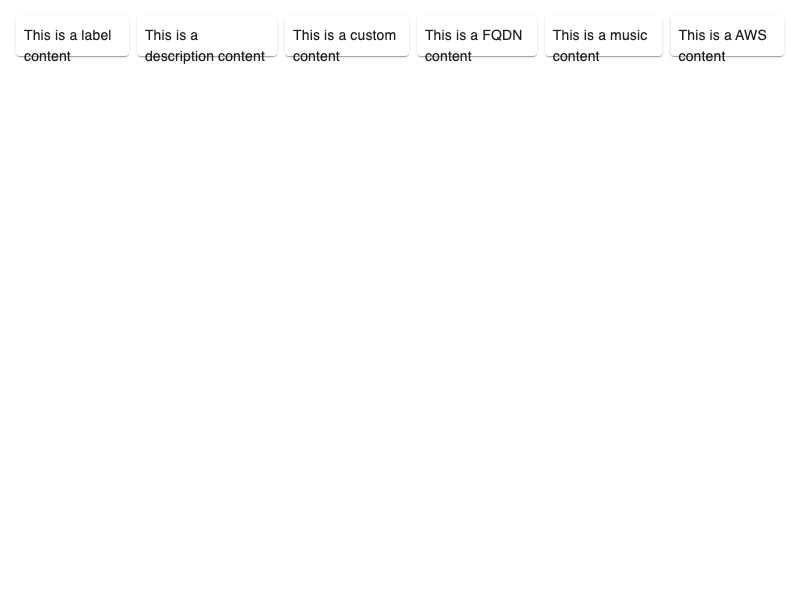 This is a label
content
This is a
description content
This is a custom
content
This is a FQDN
content
This is a music
content
This is a AWS
content